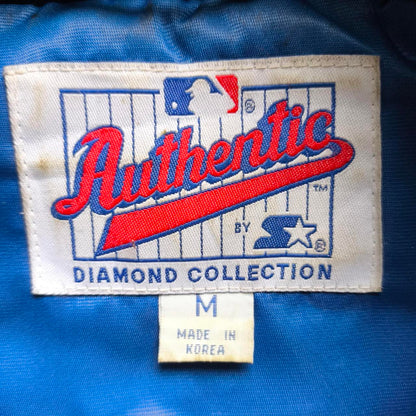 ®
Authentic
™
BY
S ®
DIAMOND COLLECTION
M
MADE IN
KOREA